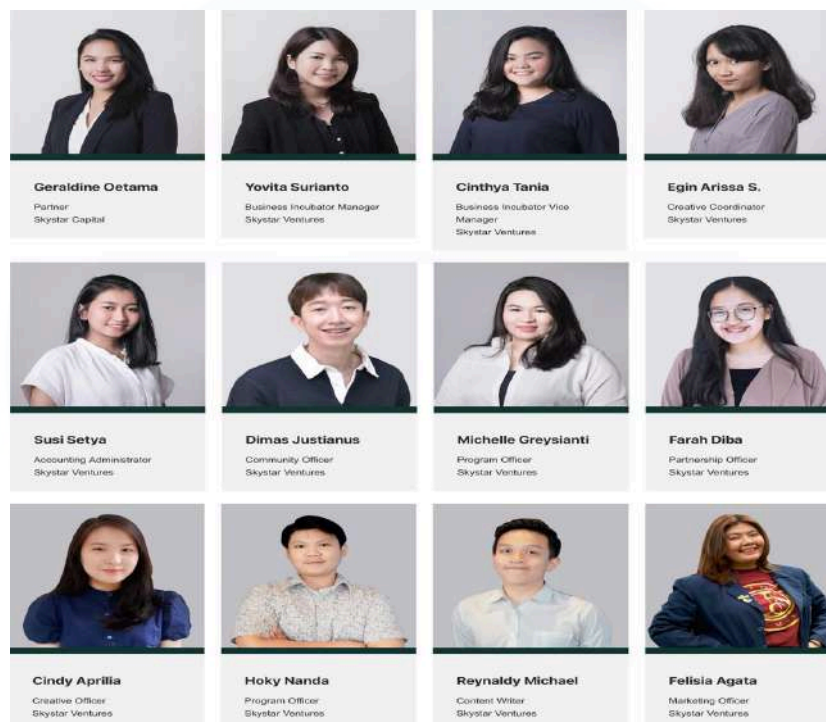 Geraldine Oetama
Partner
Skystar Capital
Yovita Surianto
Business Incubator Manager
Skystar Ventures
Cinthya Tania
Business Incubator Vice
Manager
Skystar Ventures
Egin Arissa S.
Creative Coordinator
Skystar Ventures
Susi Setya
Accounting Administrator
Skystar Ventures
Dimas Justianus
Community Officer
Skystar Ventures
Michelle Greysianti
Program Officer
Skystar Ventures
Farah Diba
Partnership Officer
Skystar Ventures
Cindy Aprilia
Creative Officer
Skystar Ventures
Hoky Nanda
Program Officer
Skystar Ventures
Reynaldy Michael
Content Writer
Skystar Ventures
Felisia Agata
Marketing Officer
Skystar Ventures